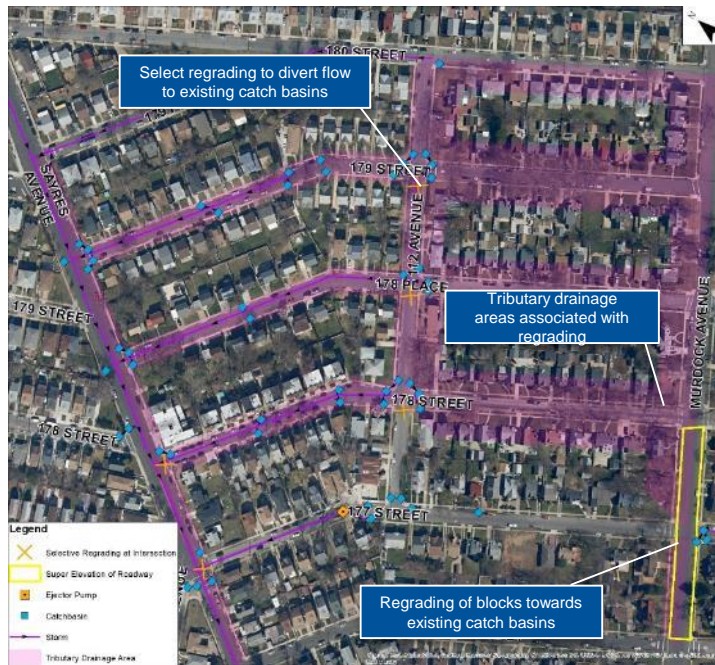 180 STREET
Select regrading to divert flow
to existing catch basins
179 STREET
SAYRES
AVENUE
112 AVENUE
178 PLACE
179 STREET
Tributary drainage
areas associated with
regrading
MURDOCK AVENUE
178 STREET
176 STREET
177 STREET
Legend
Selective Regrading at Intersection
Super Elevation of Roadway
Ejector Pump
Catchbasin
Storm
Tributary Drainage Area
Regrading of blocks towards
existing catch basins